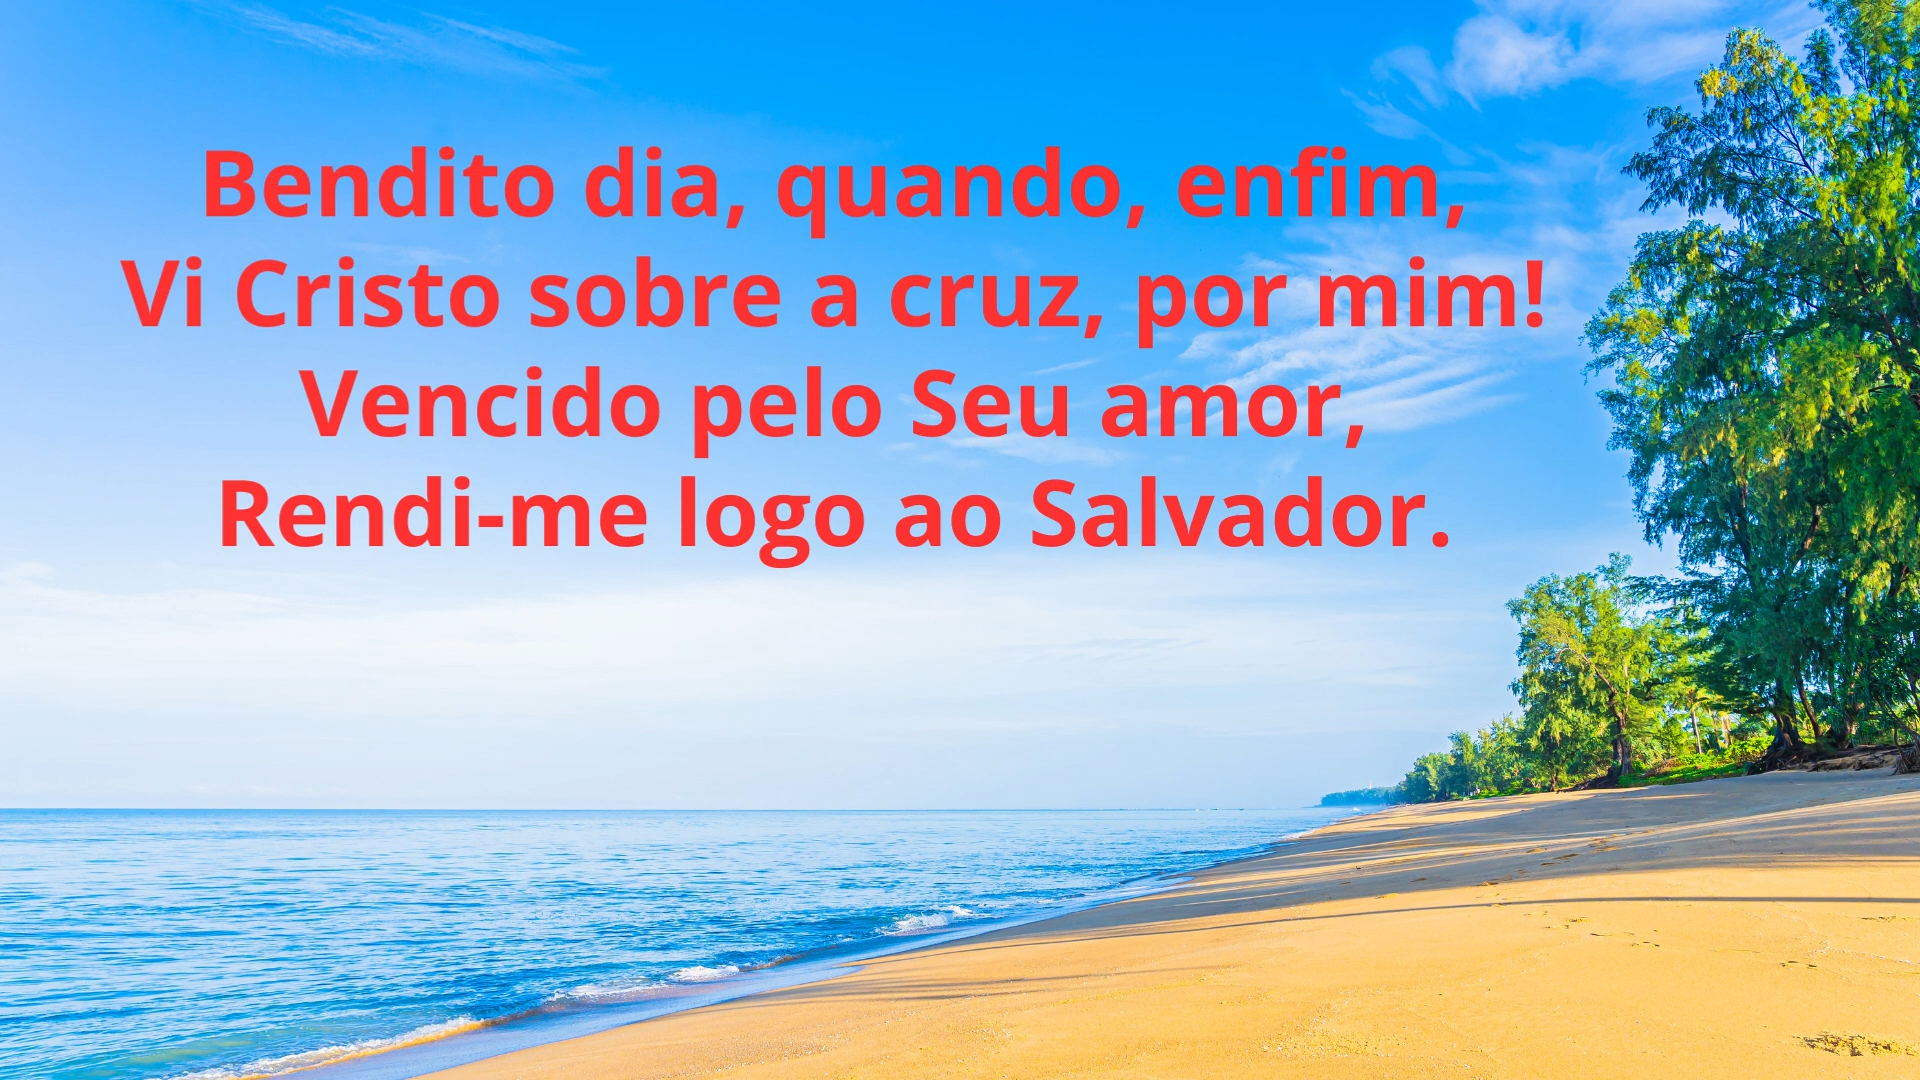 Bendito dia, quando, enfim,
Vi Cristo sobre a cruz, por mim!
Vencido pelo Seu amor,
Rendi-me logo ao Salvador.